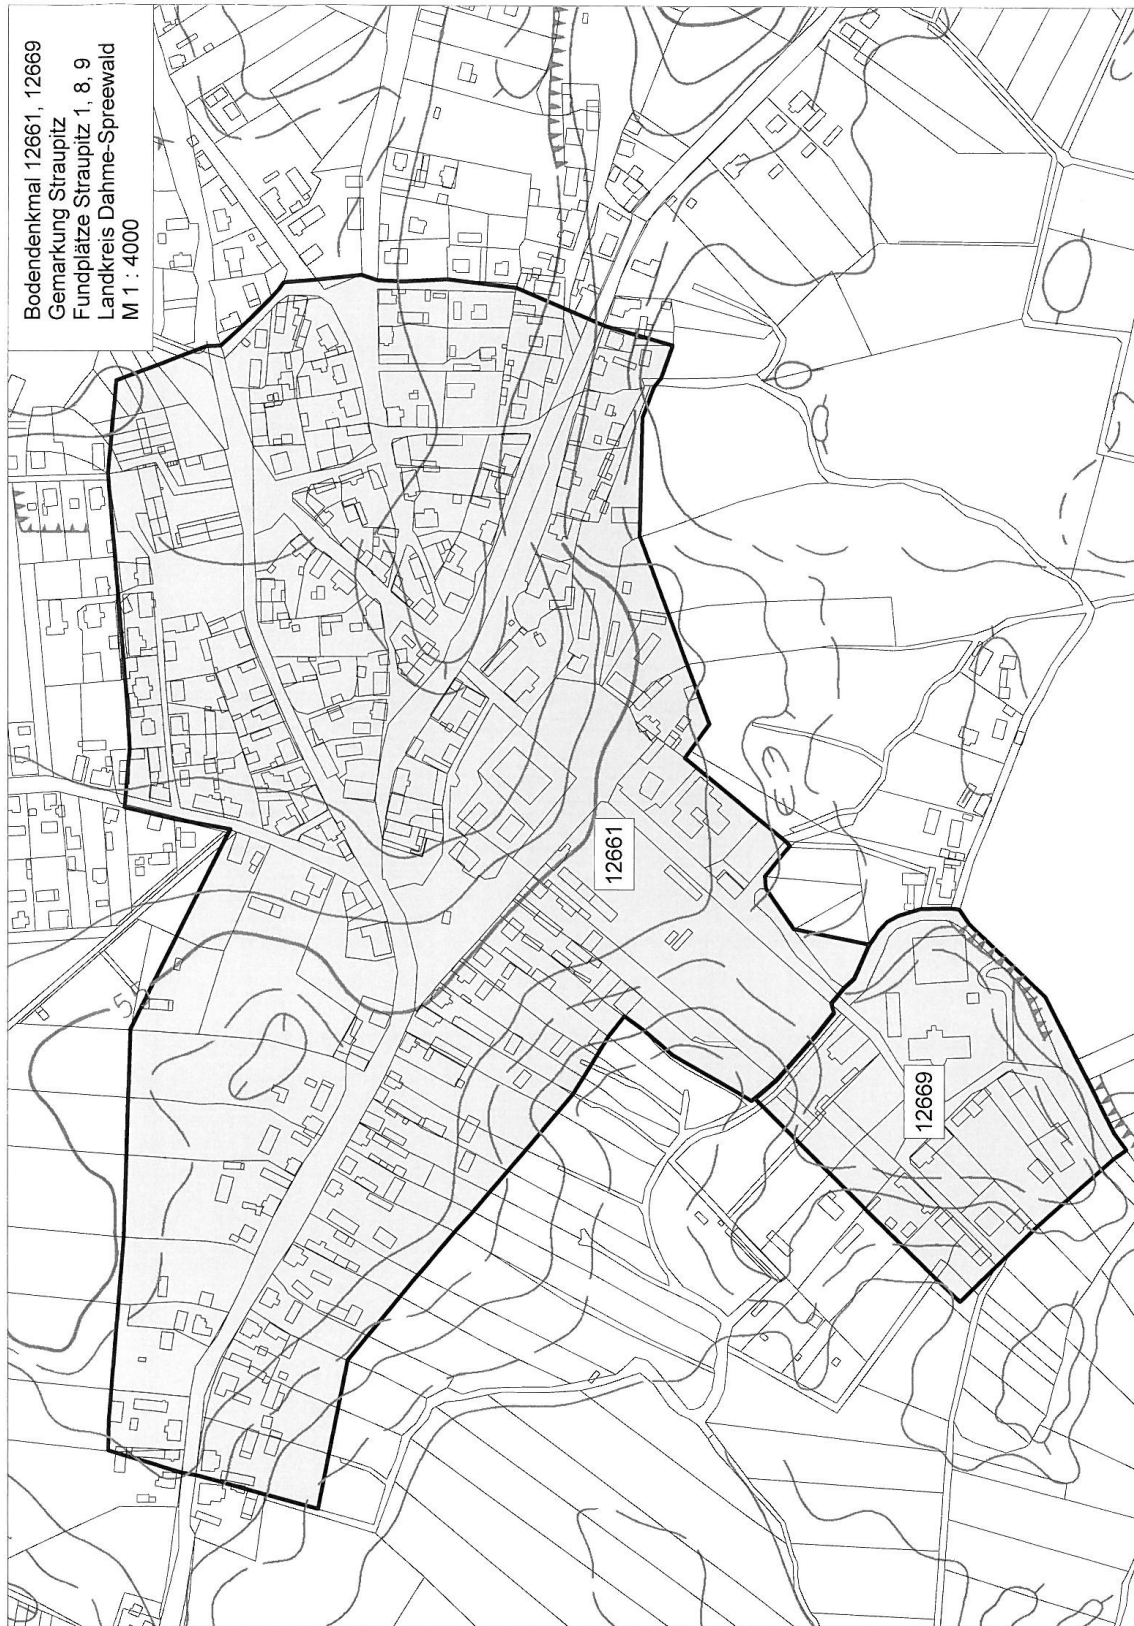 Bodendenkmal 12661, 12669
Gemarkung Straupitz
Fundplätze Straupitz 1, 8, 9
Landkreis Dahme-Spreewald
M 1 : 4000
12661
12669